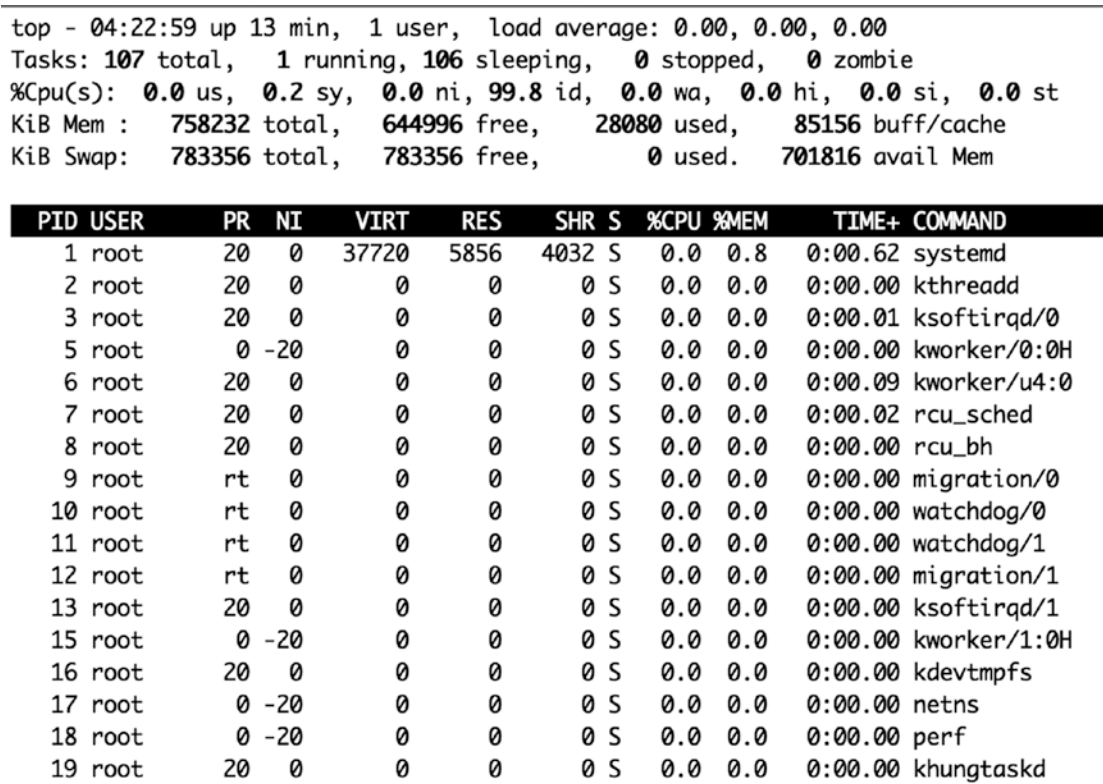 top - 04:22:59 up 13 min,  1 user,  load average: 0.00, 0.00, 0.00
Tasks: 107 total,   1 running, 106 sleeping,   0 stopped,   0 zombie
%Cpu(s):  0.0 us,  0.2 sy,  0.0 ni, 99.8 id,  0.0 wa,  0.0 hi,  0.0 si,  0.0 st
KiB Mem :   758232 total,   644996 free,    28080 used,    85156 buff/cache
KiB Swap:   783356 total,   783356 free,        0 used.   701816 avail Mem
PID USER      PR  NI    VIRT    RES    SHR S  %CPU %MEM     TIME+ COMMAND
1 root      20   0   37720   5856   4032 S   0.0  0.8   0:00.62 systemd
2 root      20   0       0      0      0 S   0.0  0.0   0:00.00 kthreadd
3 root      20   0       0      0      0 S   0.0  0.0   0:00.01 ksoftirqd/0
5 root       0 -20       0      0      0 S   0.0  0.0   0:00.00 kworker/0:0H
6 root      20   0       0      0      0 S   0.0  0.0   0:00.09 kworker/u4:0
7 root      20   0       0      0      0 S   0.0  0.0   0:00.02 rcu_sched
8 root      20   0       0      0      0 S   0.0  0.0   0:00.00 rcu_bh
9 root      rt   0       0      0      0 S   0.0  0.0   0:00.00 migration/0
10 root      rt   0       0      0      0 S   0.0  0.0   0:00.00 watchdog/0
11 root      rt   0       0      0      0 S   0.0  0.0   0:00.00 watchdog/1
12 root      rt   0       0      0      0 S   0.0  0.0   0:00.00 migration/1
13 root      20   0       0      0      0 S   0.0  0.0   0:00.00 ksoftirqd/1
15 root       0 -20       0      0      0 S   0.0  0.0   0:00.00 kworker/1:0H
16 root      20   0       0      0      0 S   0.0  0.0   0:00.00 kdevtmpfs
17 root       0 -20       0      0      0 S   0.0  0.0   0:00.00 netns
18 root       0 -20       0      0      0 S   0.0  0.0   0:00.00 perf
19 root      20   0       0      0      0 S   0.0  0.0   0:00.00 khungtaskd